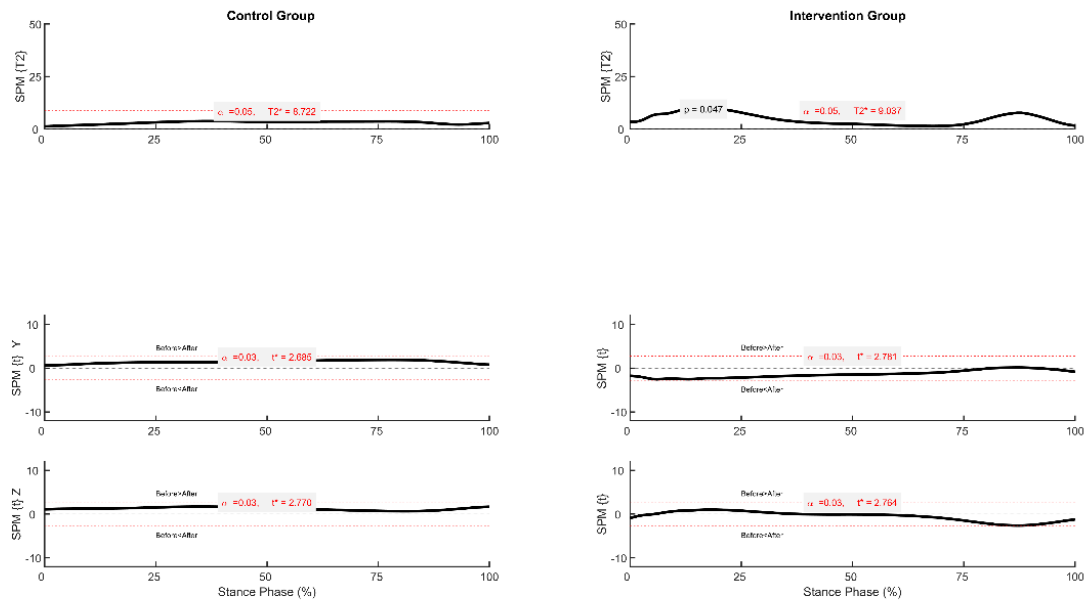 Control Group
SPM {T2}
50
25
0
α =0.05, T2* = 8.722
0 25 50 75 100
Intervention Group
SPM {T2}
50
25
0
p = 0.047
α =0.05, T2* = 9.037
0 25 50 75 100
SPM {t} Y
10
0
-10
Before>After
α =0.03, t* = 2.685
Before<After
0 25 50 75 100
SPM {t}
10
0
-10
Before>After
α =0.03, t* = 2.781
Before<After
0 25 50 75 100
SPM {t} Z
10
0
-10
Before>After
α =0.03, t* = 2.770
Before<After
0 25 50 75 100
Stance Phase (%)
SPM {t}
10
0
-10
Before>After
α =0.03, t* = 2.764
Before<After
0 25 50 75 100
Stance Phase (%)